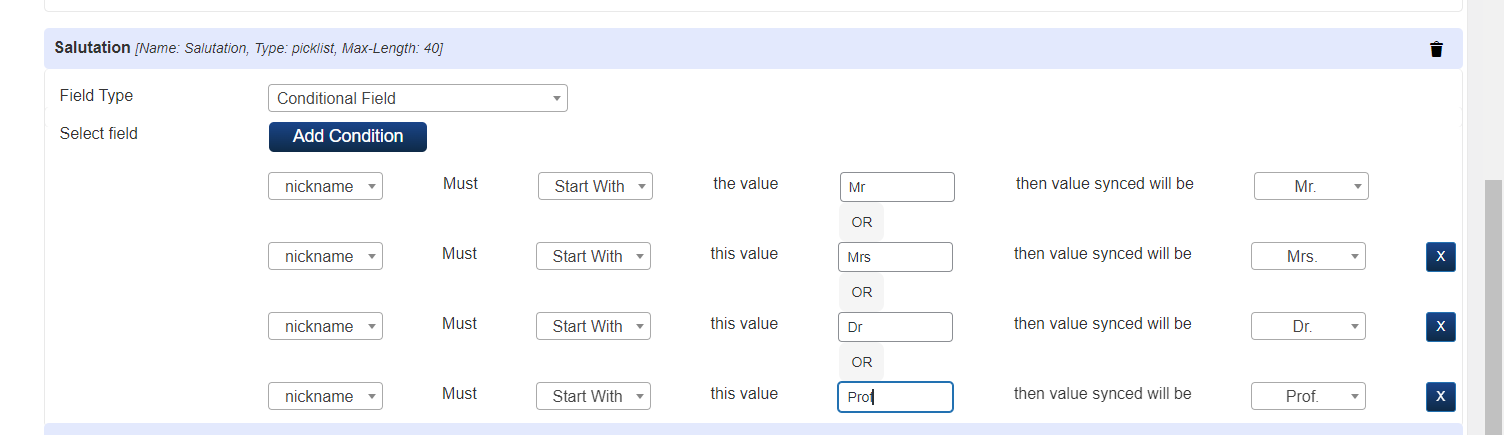 Salutation [Name: Salutation, Type: picklist, Max-Length: 40]
Field Type Conditional Field
Select field Add Condition
nickname Must Start With the value Mr then value synced will be Mr.
OR
nickname Must Start With this value Mrs then value synced will be Mrs. X
OR
nickname Must Start With this value Dr then value synced will be Dr. X
OR
nickname Must Start With this value Prof then value synced will be Prof. X